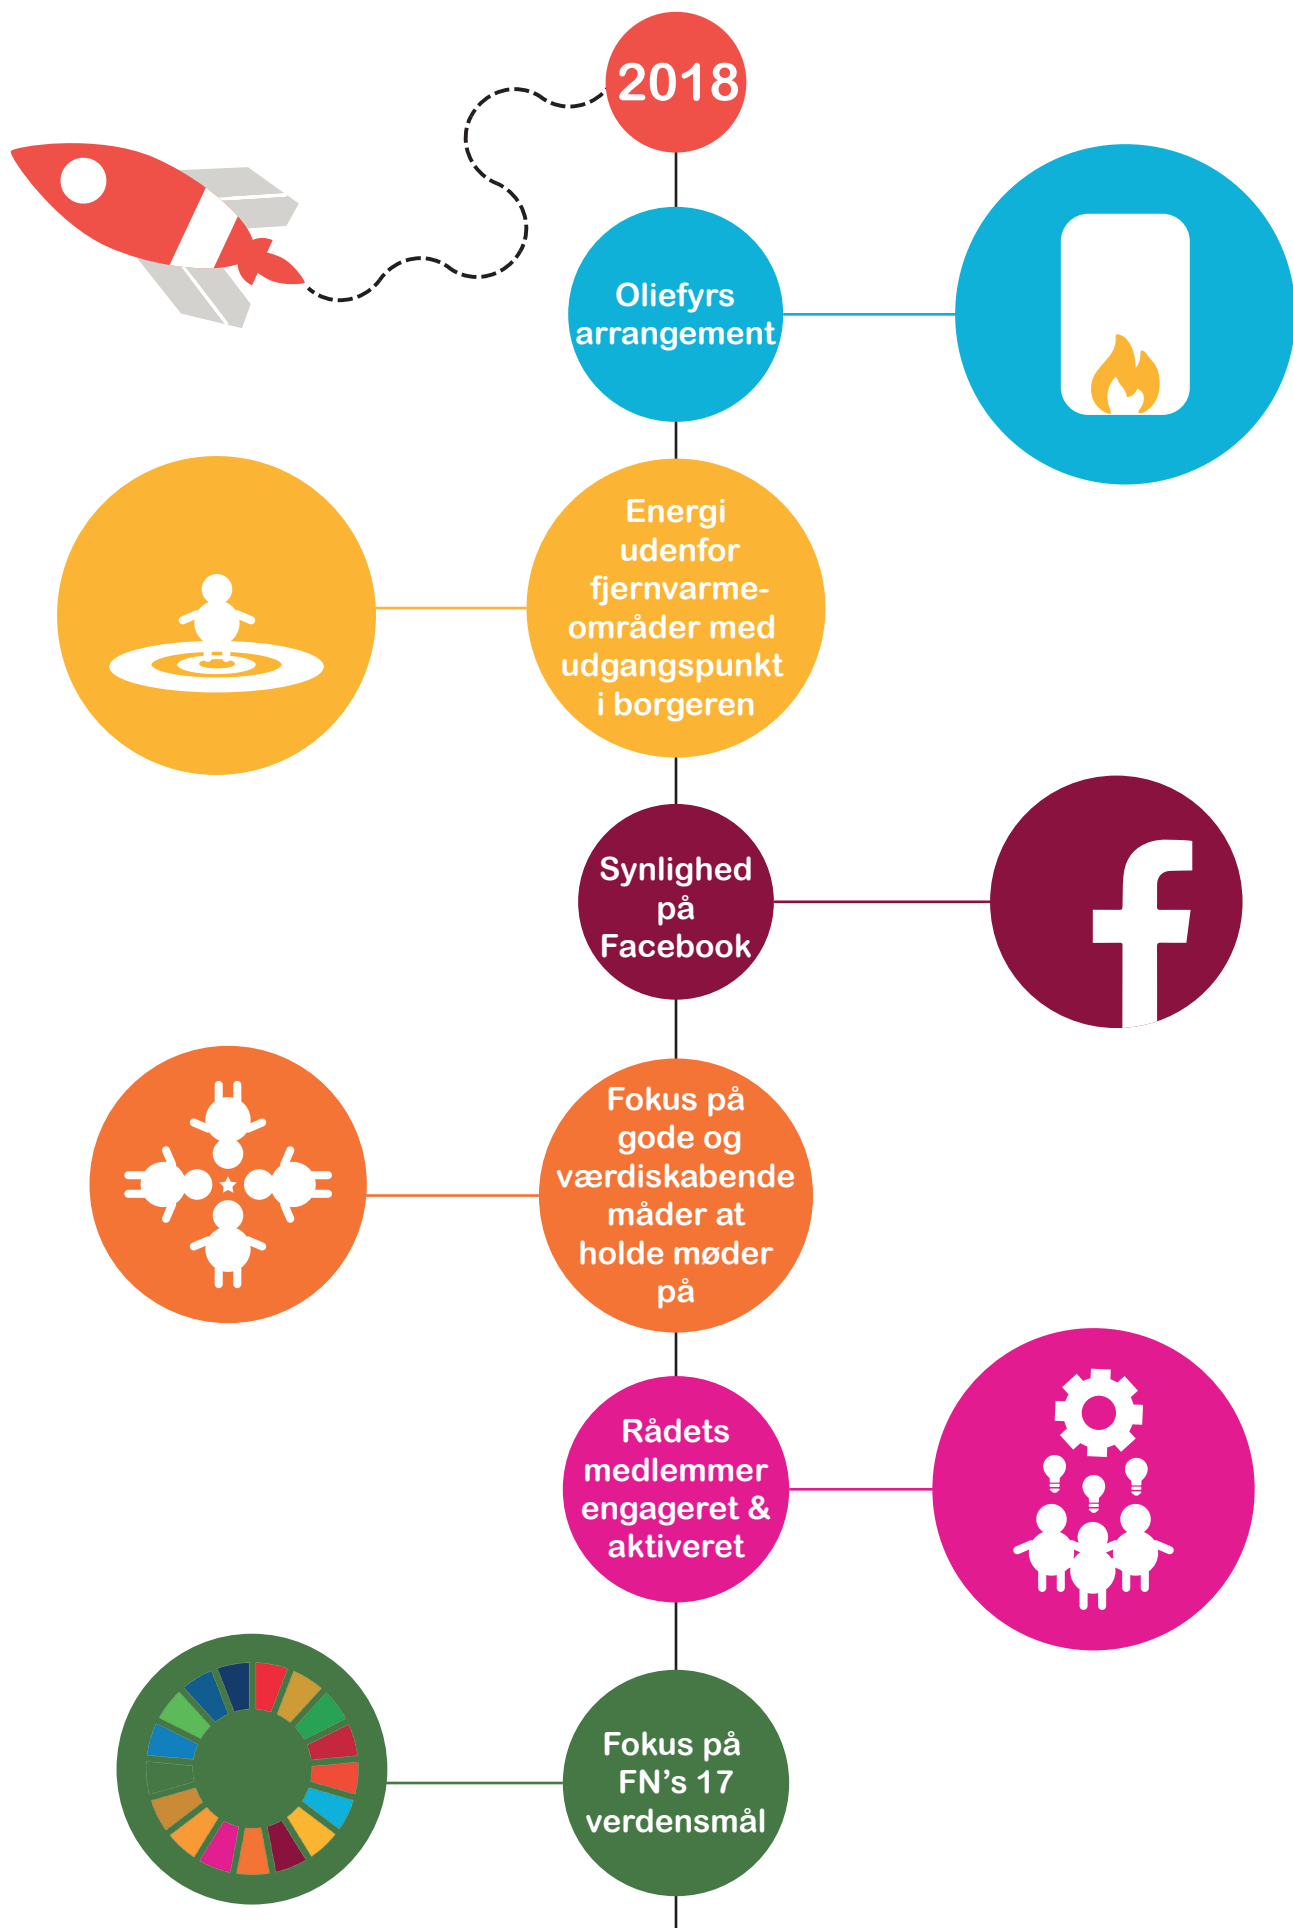 2018
Oliefyrs
arrangement
Energi
udenfor
fjernvarme-
områder med
udgangspunkt
i borgeren
Synlighed
på
Facebook
Fokus på
gode og
værdiskabende
måder at
holde møder
på
Rådets
medlemmer
engageret &
aktiveret
Fokus på
FN’s 17
verdensmål